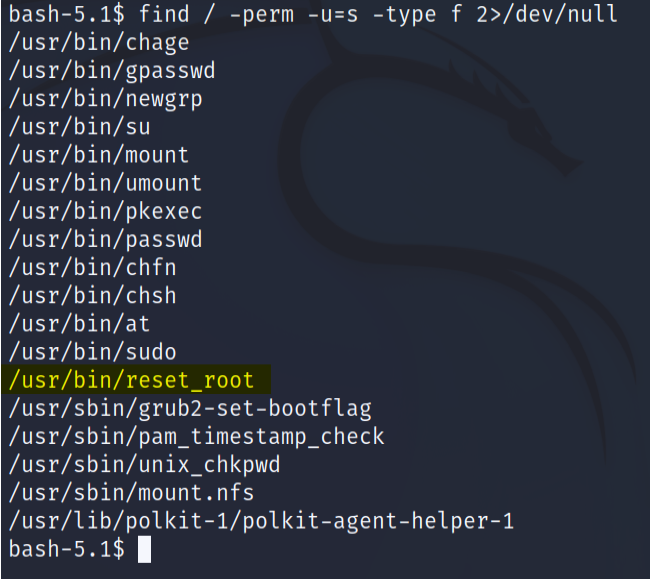 bash-5.1$ find / -perm -u=s -type f 2>/dev/null
/usr/bin/chage
/usr/bin/gpasswd
/usr/bin/newgrp
/usr/bin/su
/usr/bin/mount
/usr/bin/umount
/usr/bin/pkexec
/usr/bin/passwd
/usr/bin/chfn
/usr/bin/chsh
/usr/bin/at
/usr/bin/sudo
/usr/bin/reset_root
/usr/sbin/grub2-set-bootflag
/usr/sbin/pam_timestamp_check
/usr/sbin/unix_chkpwd
/usr/sbin/mount.nfs
/usr/lib/polkit-1/polkit-agent-helper-1
bash-5.1$